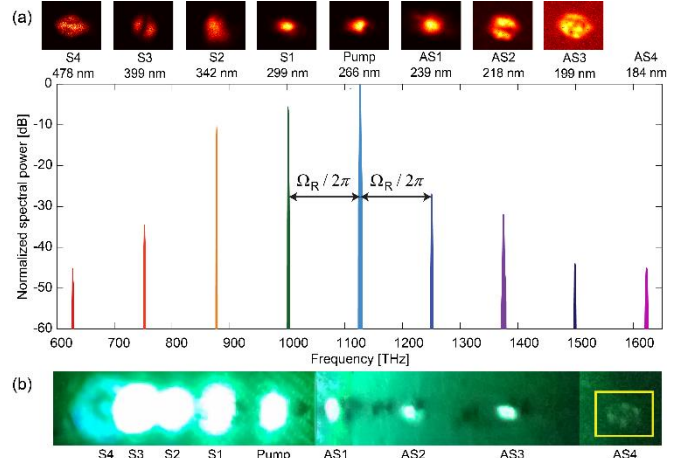 (a)
S4 S3 S2 S1 Pump AS1 AS2 AS3 AS4
478 nm 399 nm 342 nm 299 nm 266 nm 239 nm 218 nm 199 nm 184 nm
Normalized spectral power [dB]
0
-10
-20
-30
-40
-50
-60
Ω_R / 2π Ω_R / 2π
600 700 800 900 1000 1100 1200 1300 1400 1500 1600
Frequency [THz]
(b)
S4 S3 S2 S1 Pump AS1 AS2 AS3 AS4